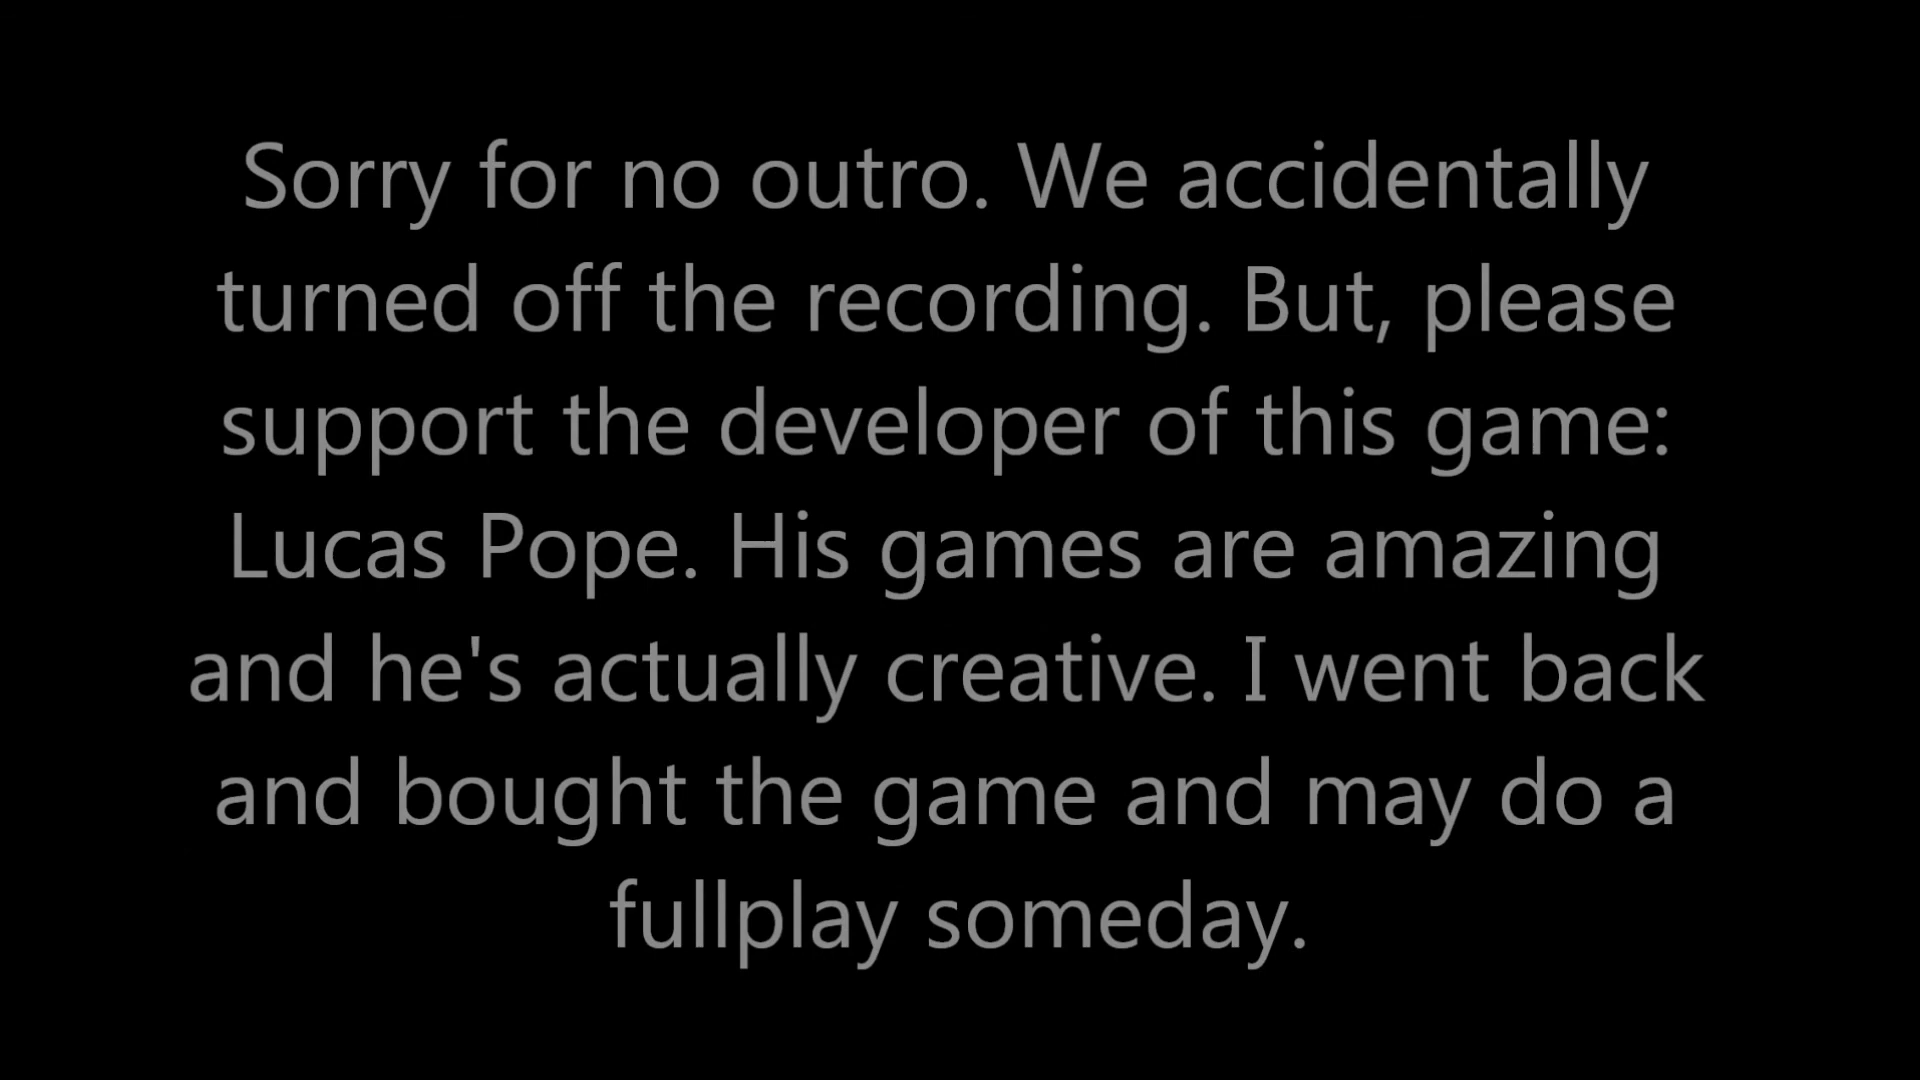 Sorry for no outro. We accidentally
turned off the recording. But, please
support the developer of this game:
Lucas Pope. His games are amazing
and he's actually creative. I went back
and bought the game and may do a
fullplay someday.